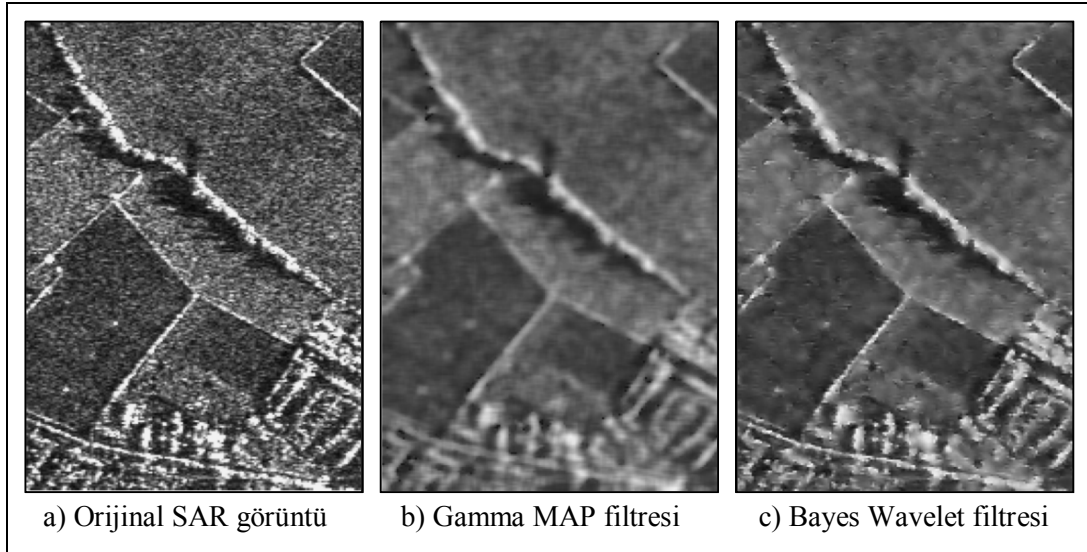 a) Orijinal SAR görüntü
b) Gamma MAP filtresi
c) Bayes Wavelet filtresi